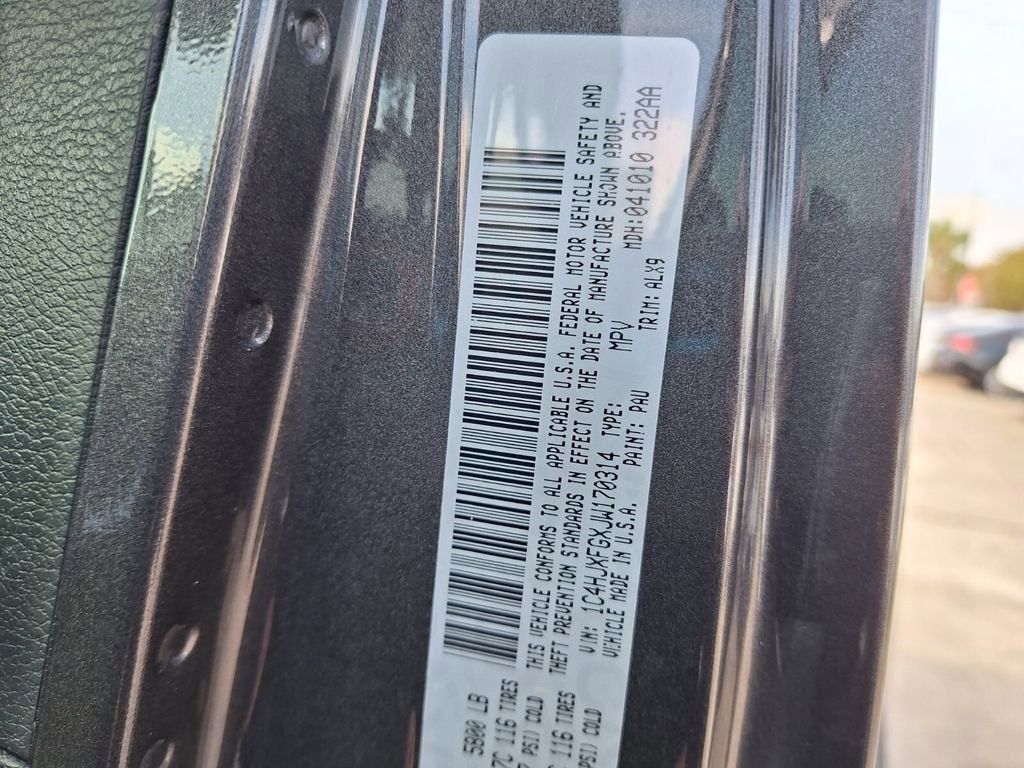 5800 LB
7C 116 TIRES
PSI) COLD
116 TIRES
PSI) COLD
THIS VEHICLE CONFORMS TO ALL APPLICABLE U.S.A. FEDERAL MOTOR VEHICLE SAFETY AND
THEFT PREVENTION STANDARDS IN EFFECT ON THE DATE OF MANUFACTURE SHOWN ABOVE.
VIN: 1C4HJXFGXJW170314 TYPE: MPV MDH:041010 322AA
VEHICLE MADE IN U.S.A. PAINT: PAU TRIM: ALX9